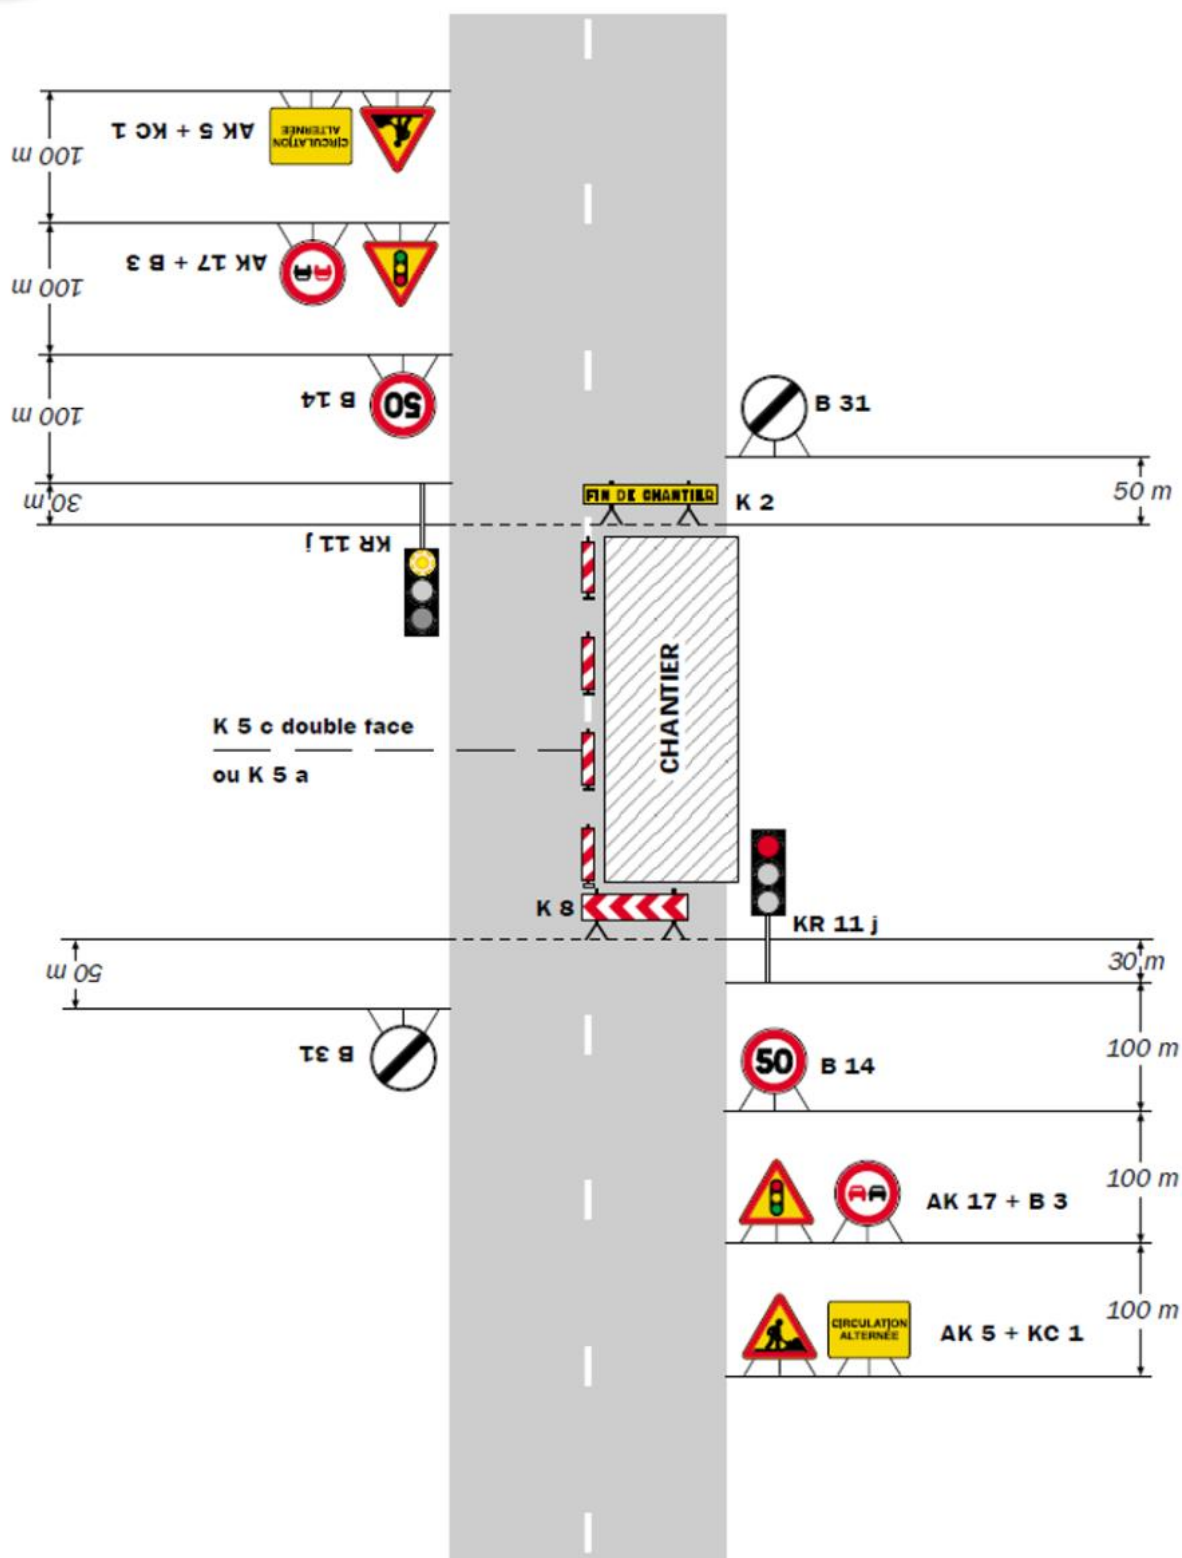 AK 5 + KC 1
CIRCULATION
ALTERNÉE
100 m
AK 17 + B 3
100 m
B 14
50
100 m
B 31
30 m
FIN DE CHANTIER
K 2
50 m
KR 11 j
CHANTIER
K 5 c double face
ou K 5 a
K 8
KR 11 j
50 m
30 m
B 31
50
B 14
100 m
AK 17 + B 3
100 m
CIRCULATION
ALTERNÉE
AK 5 + KC 1
100 m